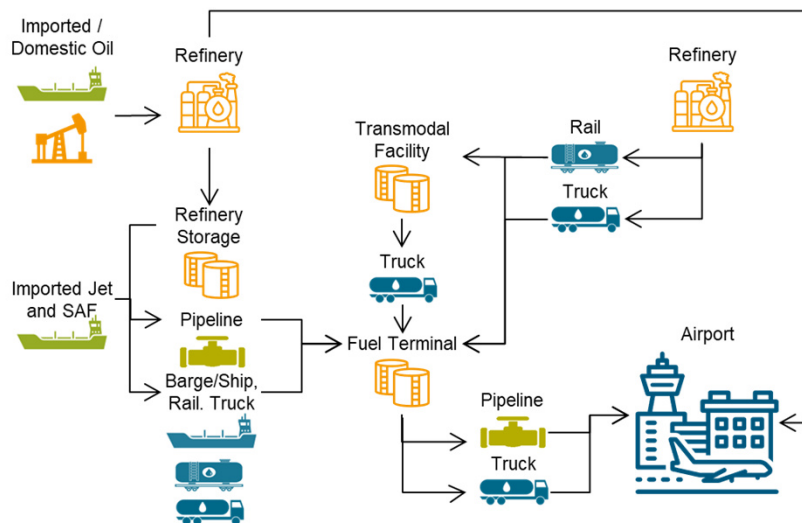 Imported /
Domestic Oil
Refinery
Refinery
Transmodal
Facility
Rail
Truck
Refinery
Storage
Truck
Imported Jet
and SAF
Pipeline
Fuel Terminal
Airport
Barge/Ship,
Rail. Truck
Pipeline
Truck